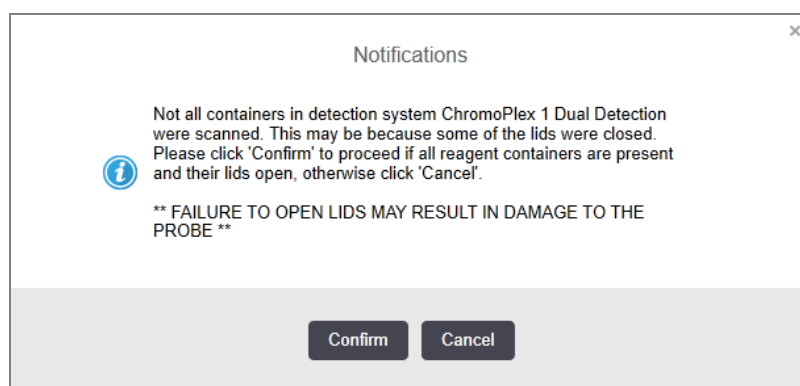 Notifications
Not all containers in detection system ChromoPlex 1 Dual Detection
were scanned. This may be because some of the lids were closed.
Please click 'Confirm' to proceed if all reagent containers are present
and their lids open, otherwise click 'Cancel'.
** FAILURE TO OPEN LIDS MAY RESULT IN DAMAGE TO THE
PROBE **
Confirm Cancel